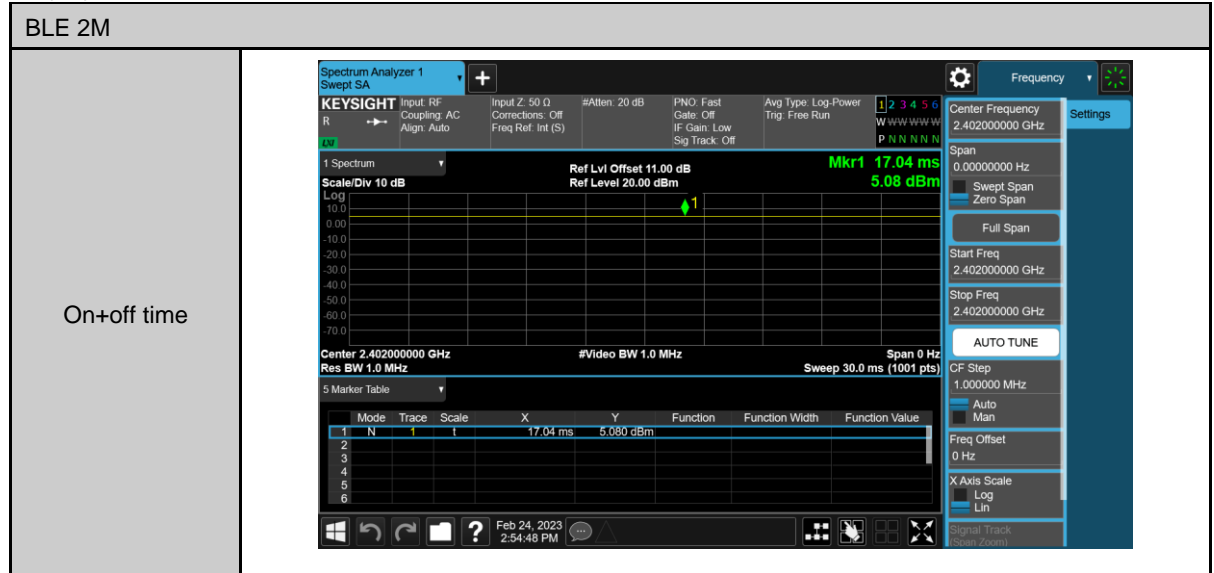 BLE 2M
On+off time
Spectrum Analyzer 1
Swept SA
+
Frequency
KEYSIGHT
R
LXI
Input: RF
Coupling: AC
Align: Auto
Input Z: 50 Ω
Corrections: Off
Freq Ref: Int (S)
#Atten: 20 dB
PNO: Fast
Gate: Off
IF Gain: Low
Sig Track: Off
Avg Type: Log-Power
Trig: Free Run
1 2 3 4 5 6
W W W W W W
P N N N N N
1 Spectrum
Scale/Div 10 dB
Ref Lvl Offset 11.00 dB
Ref Level 20.00 dBm
Mkr1 17.04 ms
5.08 dBm
Log
10.0
0.00
-10.0
-20.0
-30.0
-40.0
-50.0
-60.0
-70.0
1
Center 2.402000000 GHz
Res BW 1.0 MHz
#Video BW 1.0 MHz
Span 0 Hz
Sweep 30.0 ms (1001 pts)
5 Marker Table
Mode Trace Scale X Y Function Function Width Function Value
1 N 1 t 17.04 ms 5.080 dBm
2
3
4
5
6
?
Feb 24, 2023
2:54:48 PM
Center Frequency
2.402000000 GHz
Settings
Span
0.00000000 Hz
Swept Span
Zero Span
Full Span
Start Freq
2.402000000 GHz
Stop Freq
2.402000000 GHz
AUTO TUNE
CF Step
1.000000 MHz
Auto
Man
Freq Offset
0 Hz
X Axis Scale
Log
Lin
Signal Track
(Span Zoom)